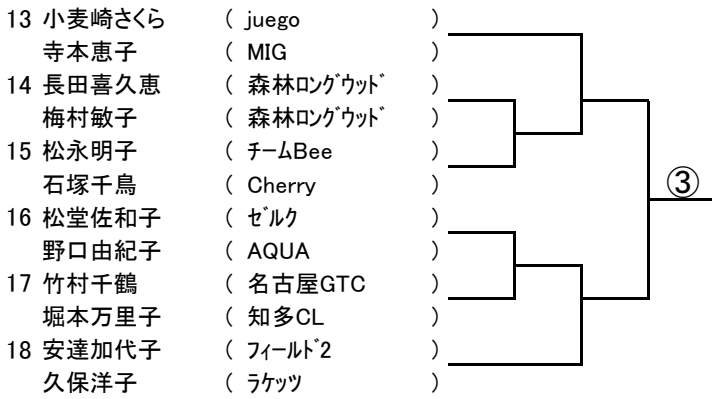 13 小麦崎さくら ( juego )
寺本恵子 ( MIG )
14 長田喜久恵 ( 森林ﾛﾝｸﾞｳｯﾄﾞ )
梅村敏子 ( 森林ﾛﾝｸﾞｳｯﾄﾞ )
15 松永明子 ( ﾁｰﾑBee )
石塚千鳥 ( Cherry )
③
16 松堂佐和子 ( ｾﾞﾙｸ )
野口由紀子 ( AQUA )
17 竹村千鶴 ( 名古屋GTC )
堀本万里子 ( 知多CL )
18 安達加代子 ( ﾌｨｰﾙﾄﾞ2 )
久保洋子 ( ﾗｹｯﾂ )